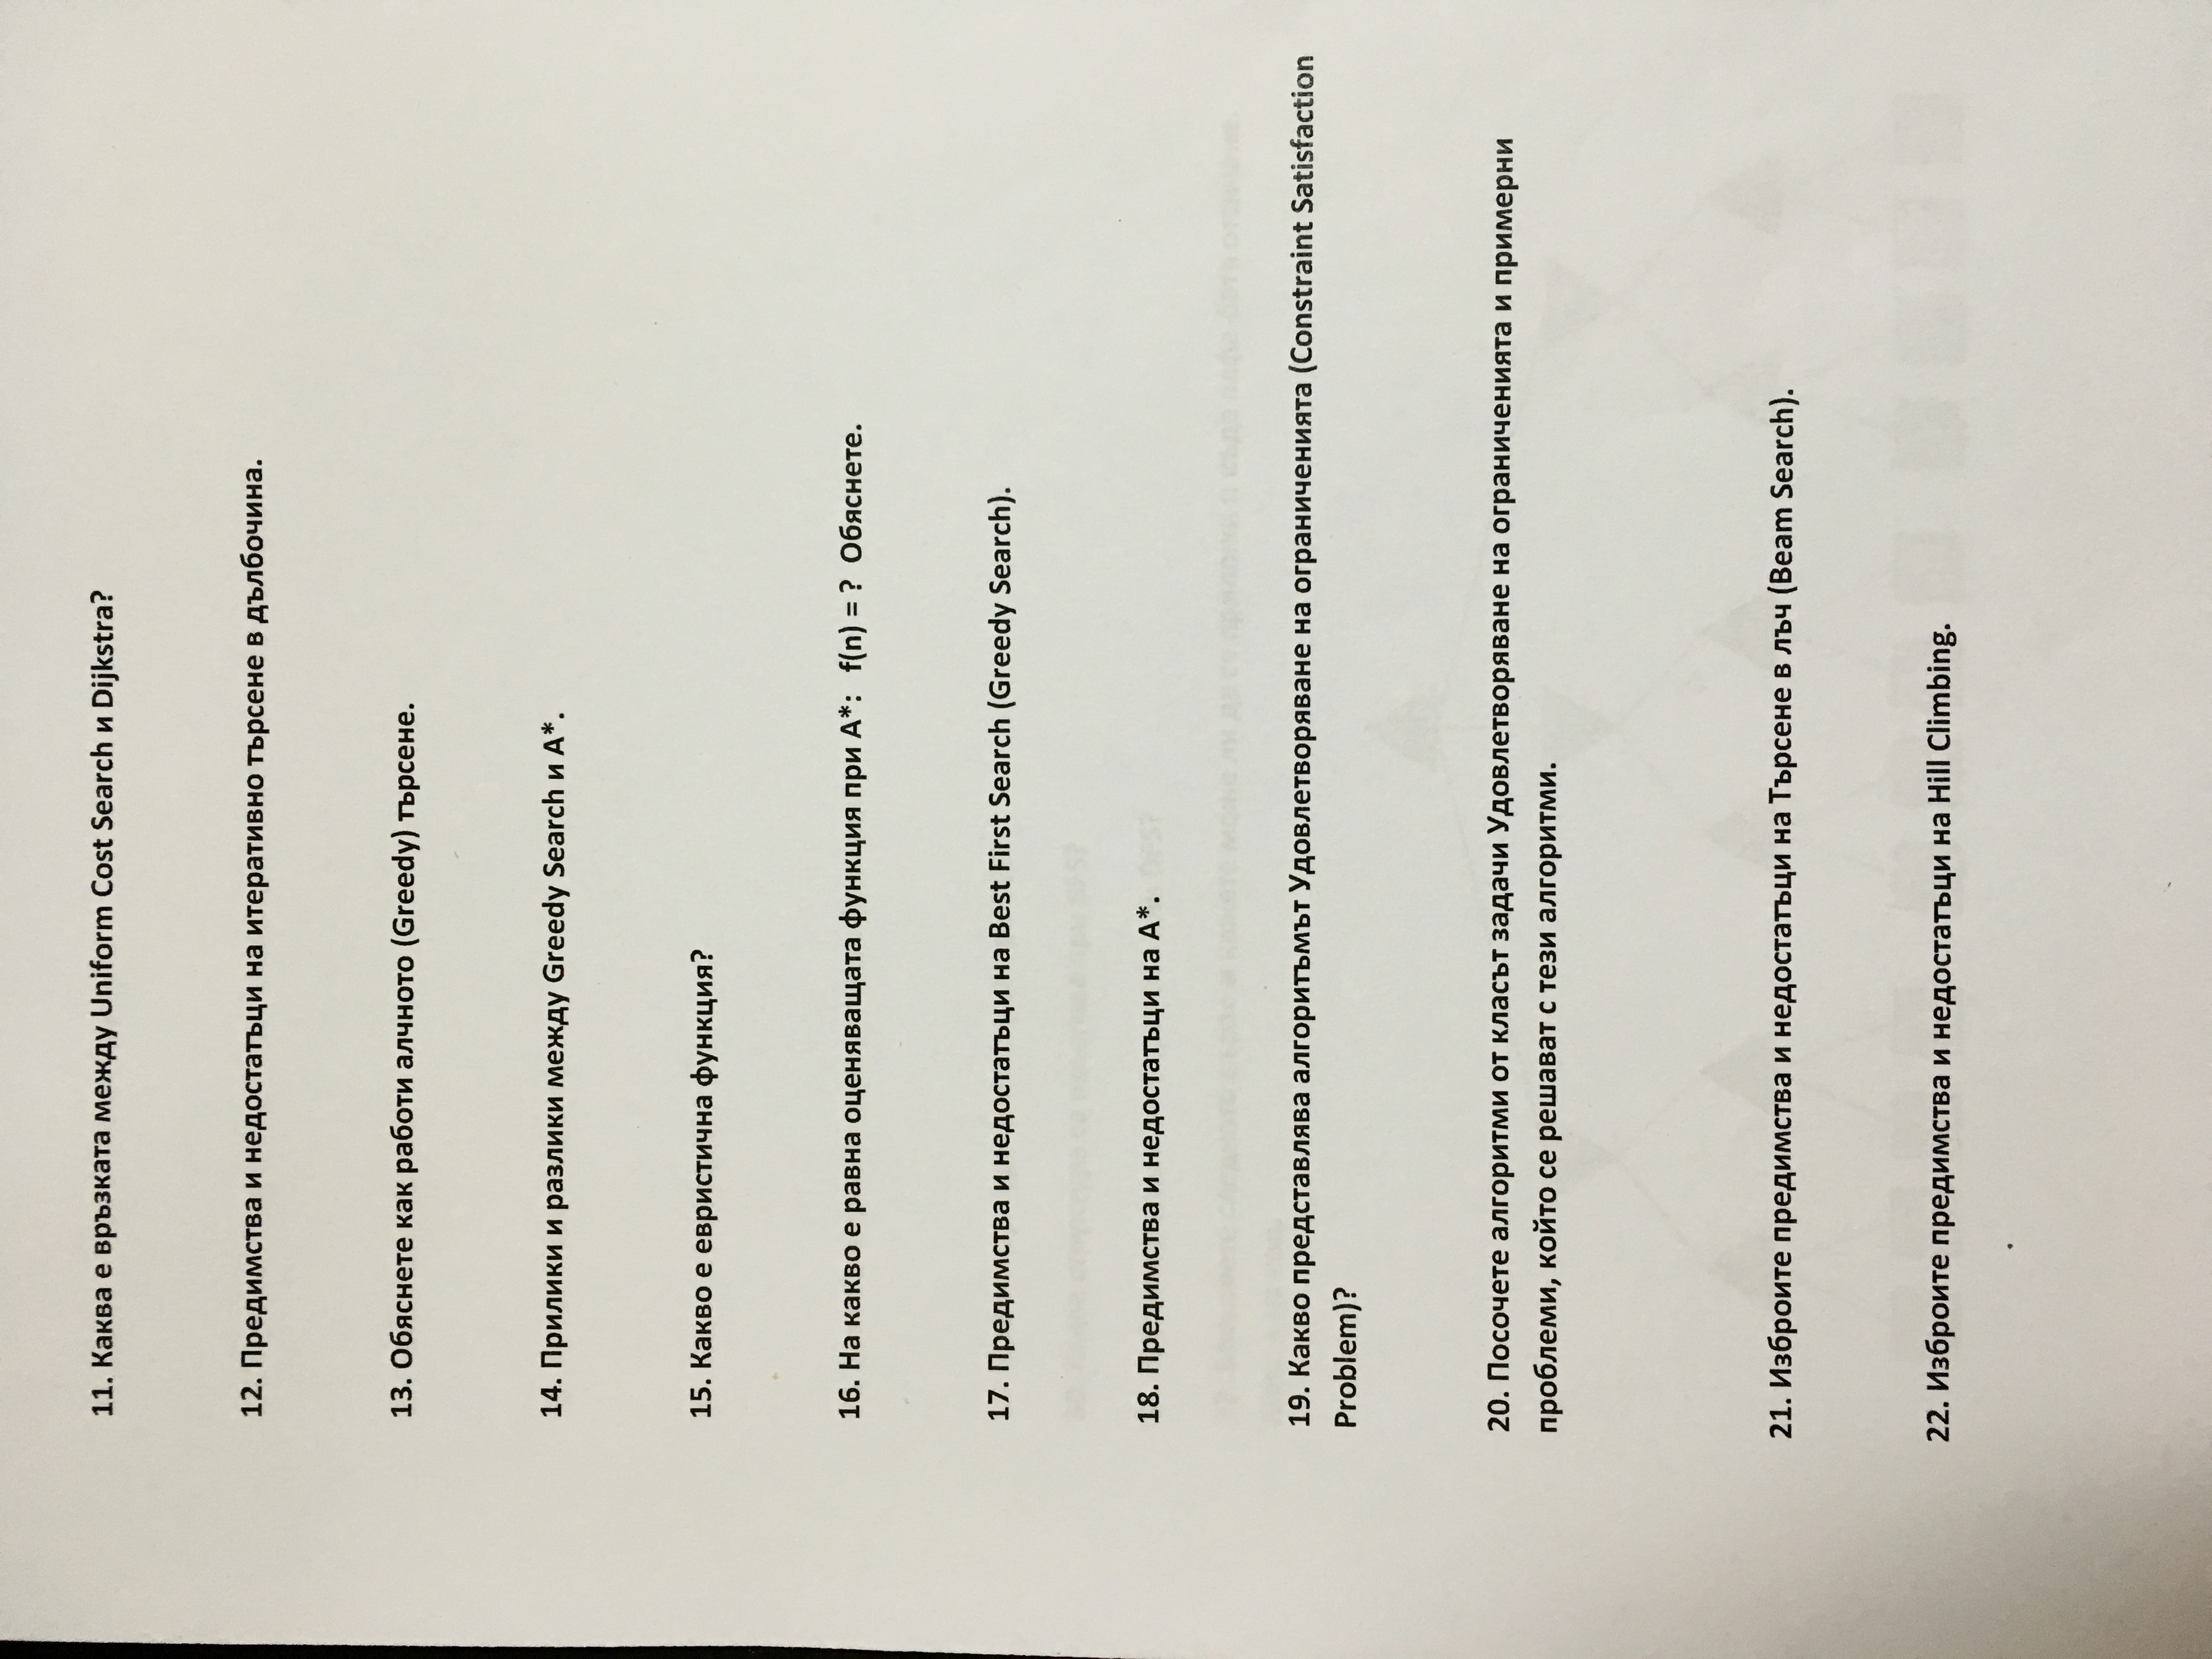 11. Каква е връзката между Uniform Cost Search и Dijkstra?
12. Предимства и недостатъци на итеративно търсене в дълбочина.
13. Обяснете как работи алчното (Greedy) търсене.
14. Прилики и разлики между Greedy Search и A*.
15. Какво е евристична функция?
16. На какво е равна оценяващата функция при A*: f(n) = ? Обяснете.
17. Предимства и недостатъци на Best First Search (Greedy Search).
18. Предимства и недостатъци на A*.
19. Какво представлява алгоритъмът Удовлетворяване на ограниченията (Constraint Satisfaction
Problem)?
20. Посочете алгоритми от класът задачи Удовлетворяване на ограниченията и примерни
проблеми, който се решават с тези алгоритми.
21. Изброите предимства и недостатъци на Търсене в лъч (Beam Search).
22. Изброите предимства и недостатъци на Hill Climbing.